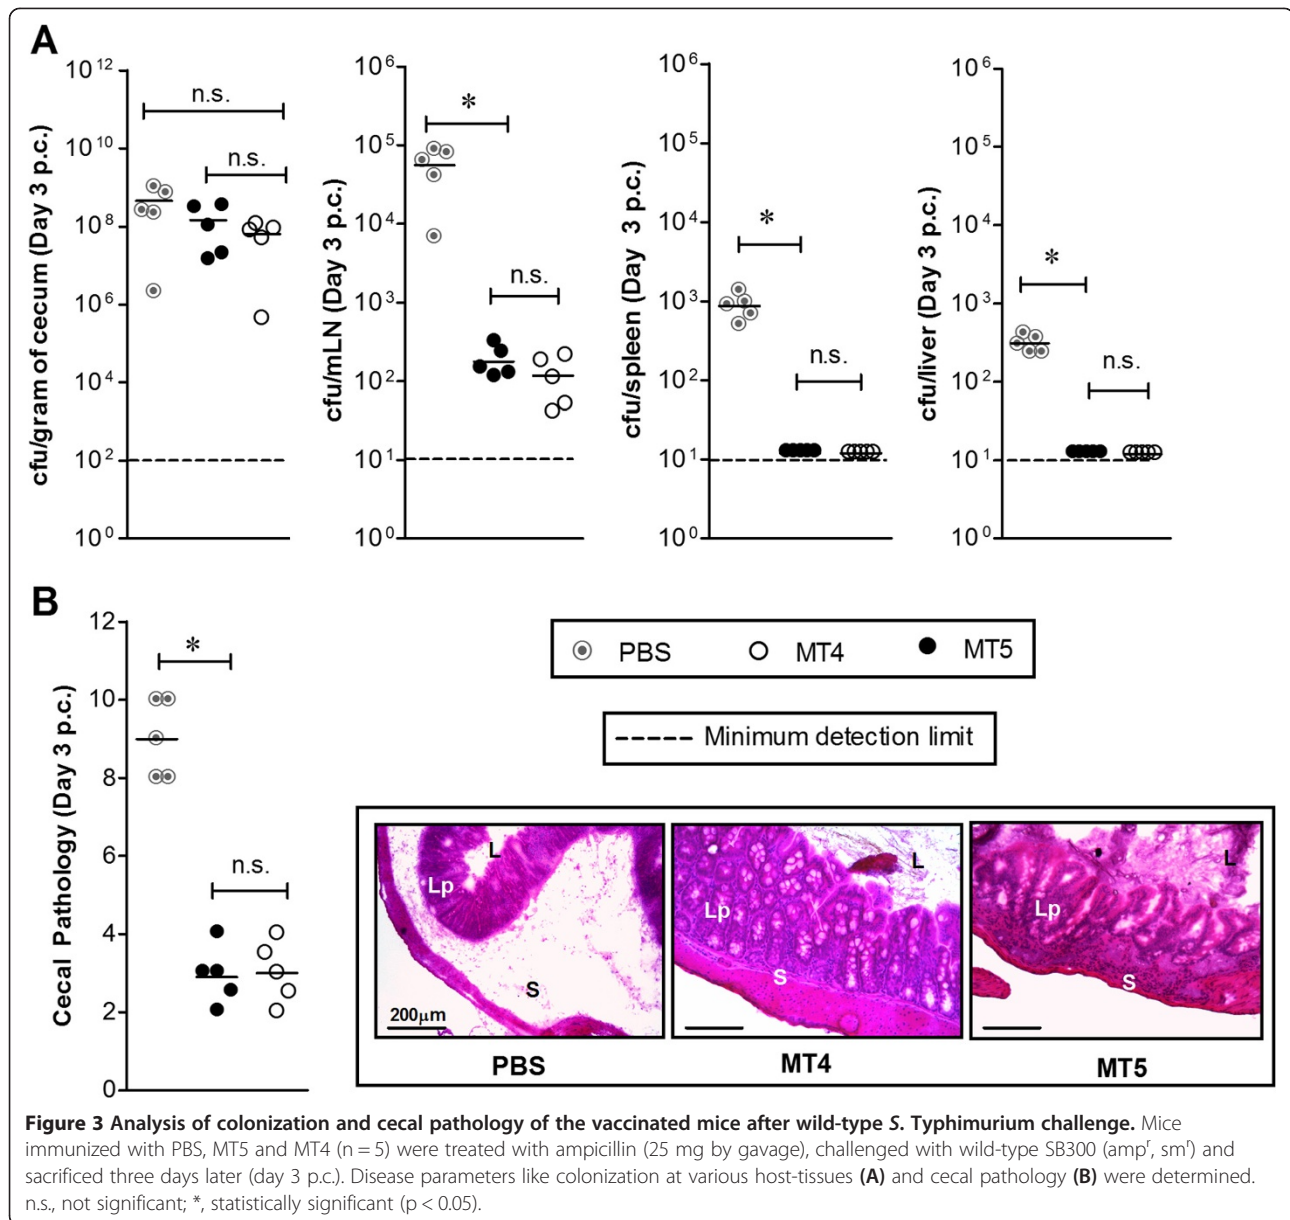 A
cfu/gram of cecum (Day 3 p.c.)
10^12
10^10
10^8
10^6
10^4
10^2
10^0
n.s.
n.s.
cfu/mLN (Day 3 p.c.)
10^6
10^5
10^4
10^3
10^2
10^1
10^0
*
n.s.
cfu/spleen (Day 3 p.c.)
10^6
10^5
10^4
10^3
10^2
10^1
10^0
*
n.s.
cfu/liver (Day 3 p.c.)
10^6
10^5
10^4
10^3
10^2
10^1
10^0
*
n.s.
B
Cecal Pathology (Day 3 p.c.)
12
10
8
6
4
2
0
*
n.s.
PBS MT4 MT5
Minimum detection limit
L
Lp
S
200μm
PBS
L
Lp
S
MT4
L
Lp
S
MT5
Figure 3 Analysis of colonization and cecal pathology of the vaccinated mice after wild-type S. Typhimurium challenge. Mice
immunized with PBS, MT5 and MT4 (n = 5) were treated with ampicillin (25 mg by gavage), challenged with wild-type SB300 (amp^r, sm^r) and
sacrificed three days later (day 3 p.c.). Disease parameters like colonization at various host-tissues (A) and cecal pathology (B) were determined.
n.s., not significant; *, statistically significant (p < 0.05).